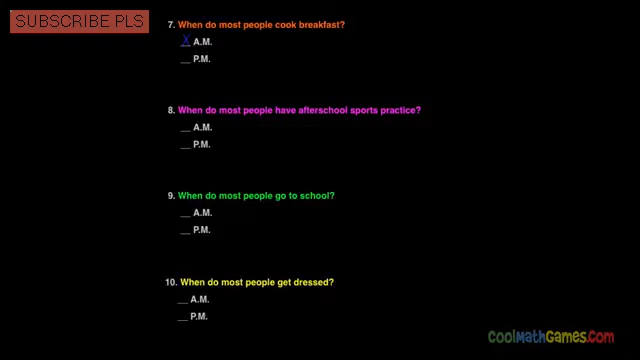 SUBSCRIBE PLS
7. When do most people cook breakfast?
X A.M.
__ P.M.
8. When do most people have afterschool sports practice?
__ A.M.
__ P.M.
9. When do most people go to school?
__ A.M.
__ P.M.
10. When do most people get dressed?
__ A.M.
__ P.M.
CoolMathGames.com